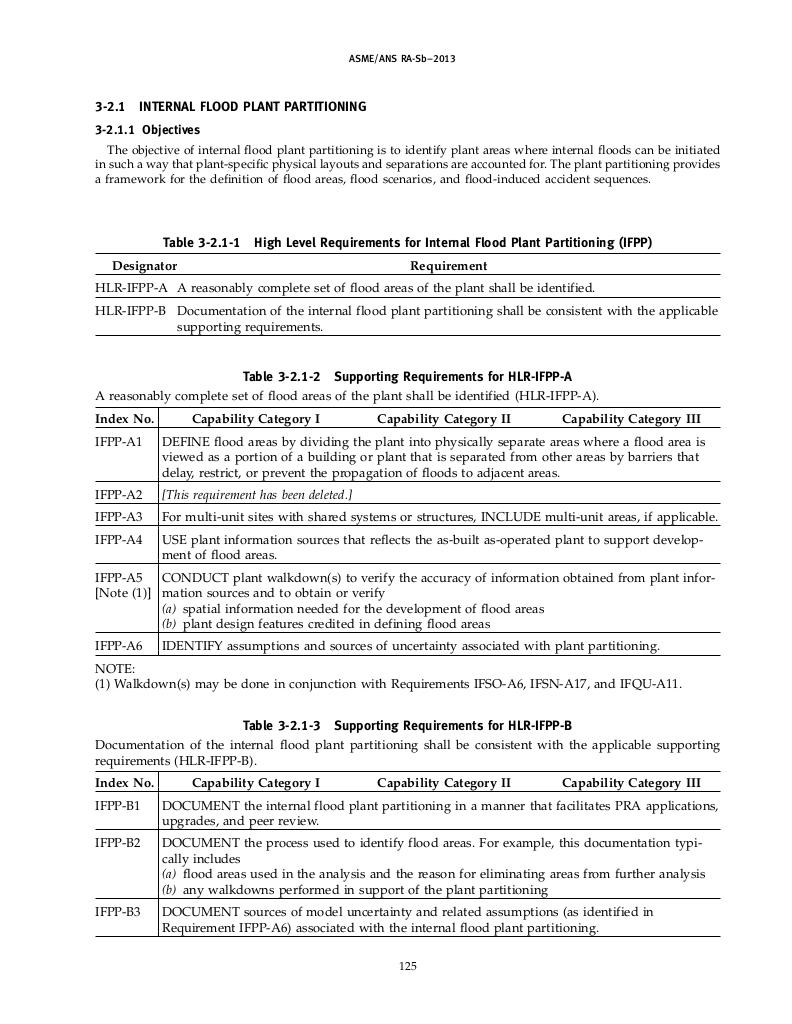 ASME/ANS RA-Sb–2013
3-2.1 INTERNAL FLOOD PLANT PARTITIONING
3-2.1.1 Objectives
The objective of internal flood plant partitioning is to identify plant areas where internal floods can be initiated
in such a way that plant-specific physical layouts and separations are accounted for. The plant partitioning provides
a framework for the definition of flood areas, flood scenarios, and flood-induced accident sequences.
Table 3-2.1-1 High Level Requirements for Internal Flood Plant Partitioning (IFPP)
Designator Requirement
HLR-IFPP-A A reasonably complete set of flood areas of the plant shall be identified.
HLR-IFPP-B Documentation of the internal flood plant partitioning shall be consistent with the applicable
supporting requirements.
Table 3-2.1-2 Supporting Requirements for HLR-IFPP-A
A reasonably complete set of flood areas of the plant shall be identified (HLR-IFPP-A).
Index No. Capability Category I Capability Category II Capability Category III
IFPP-A1 DEFINE flood areas by dividing the plant into physically separate areas where a flood area is
viewed as a portion of a building or plant that is separated from other areas by barriers that
delay, restrict, or prevent the propagation of floods to adjacent areas.
IFPP-A2 [This requirement has been deleted.]
IFPP-A3 For multi-unit sites with shared systems or structures, INCLUDE multi-unit areas, if applicable.
IFPP-A4 USE plant information sources that reflects the as-built as-operated plant to support develop-
ment of flood areas.
IFPP-A5 CONDUCT plant walkdown(s) to verify the accuracy of information obtained from plant infor-
[Note (1)] mation sources and to obtain or verify
(a) spatial information needed for the development of flood areas
(b) plant design features credited in defining flood areas
IFPP-A6 IDENTIFY assumptions and sources of uncertainty associated with plant partitioning.
NOTE:
(1) Walkdown(s) may be done in conjunction with Requirements IFSO-A6, IFSN-A17, and IFQU-A11.
Table 3-2.1-3 Supporting Requirements for HLR-IFPP-B
Documentation of the internal flood plant partitioning shall be consistent with the applicable supporting
requirements (HLR-IFPP-B).
Index No. Capability Category I Capability Category II Capability Category III
IFPP-B1 DOCUMENT the internal flood plant partitioning in a manner that facilitates PRA applications,
upgrades, and peer review.
IFPP-B2 DOCUMENT the process used to identify flood areas. For example, this documentation typi-
cally includes
(a) flood areas used in the analysis and the reason for eliminating areas from further analysis
(b) any walkdowns performed in support of the plant partitioning
IFPP-B3 DOCUMENT sources of model uncertainty and related assumptions (as identified in
Requirement IFPP-A6) associated with the internal flood plant partitioning.
125